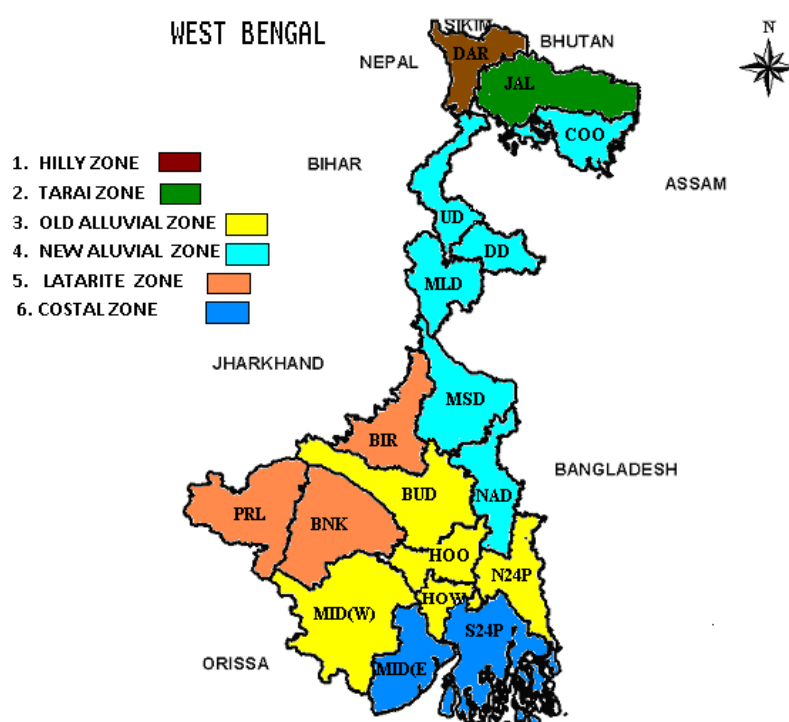 WEST BENGAL
SIKIM
NEPAL
BHUTAN
N
DAR
JAL
COO
BIHAR
ASSAM
1. HILLY ZONE
2. TARAI ZONE
3. OLD ALLUVIAL ZONE
4. NEW ALUVIAL ZONE
5. LATARITE ZONE
6. COSTAL ZONE
UD
DD
MLD
JHARKHAND
MSD
BIR
BANGLADESH
BUD
NAD
PRL
BNK
HOO
N24P
MID(W)
HOW
S24P
ORISSA
MID(E